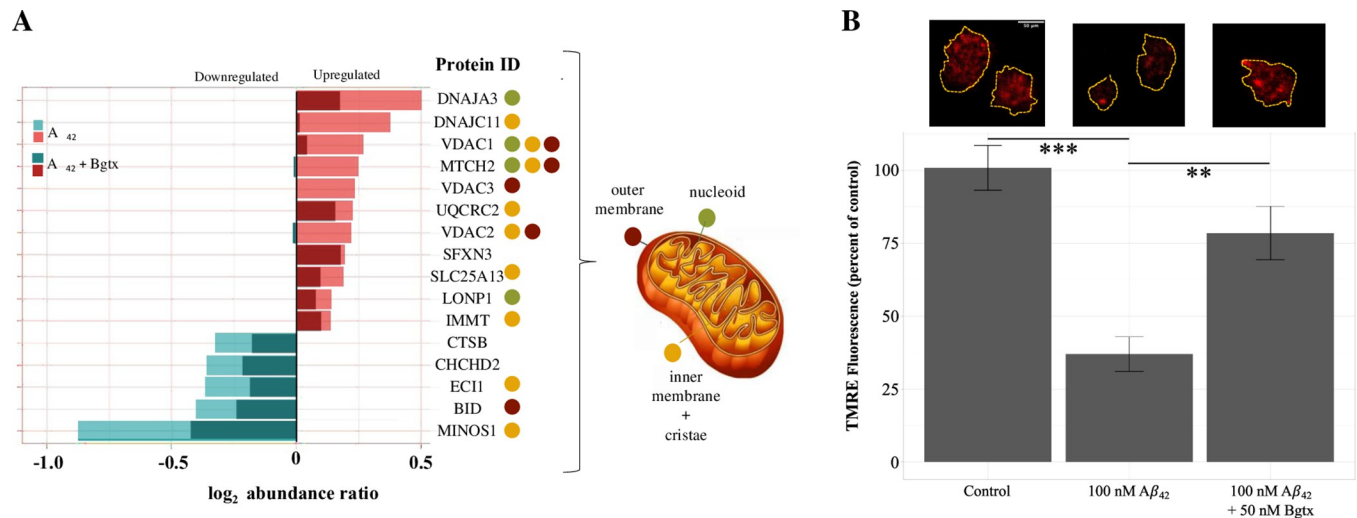 A
Downregulated
Upregulated
Protein ID
A 42
A 42 + Bgtx
DNAJA3
DNAJC11
VDAC1
MTCH2
VDAC3
UQCRC2
VDAC2
SFXN3
SLC25A13
LONP1
IMMT
CTSB
CHCHD2
ECI1
BID
MINOS1
-1.0
-0.5
0
0.5
log2 abundance ratio
outer
membrane
nucleoid
inner
membrane
+
cristae
B
50 μm
***
**
TMRE Fluorescence (percent of control)
100
75
50
25
0
Control
100 nM Aβ42
100 nM Aβ42
+ 50 nM Bgtx